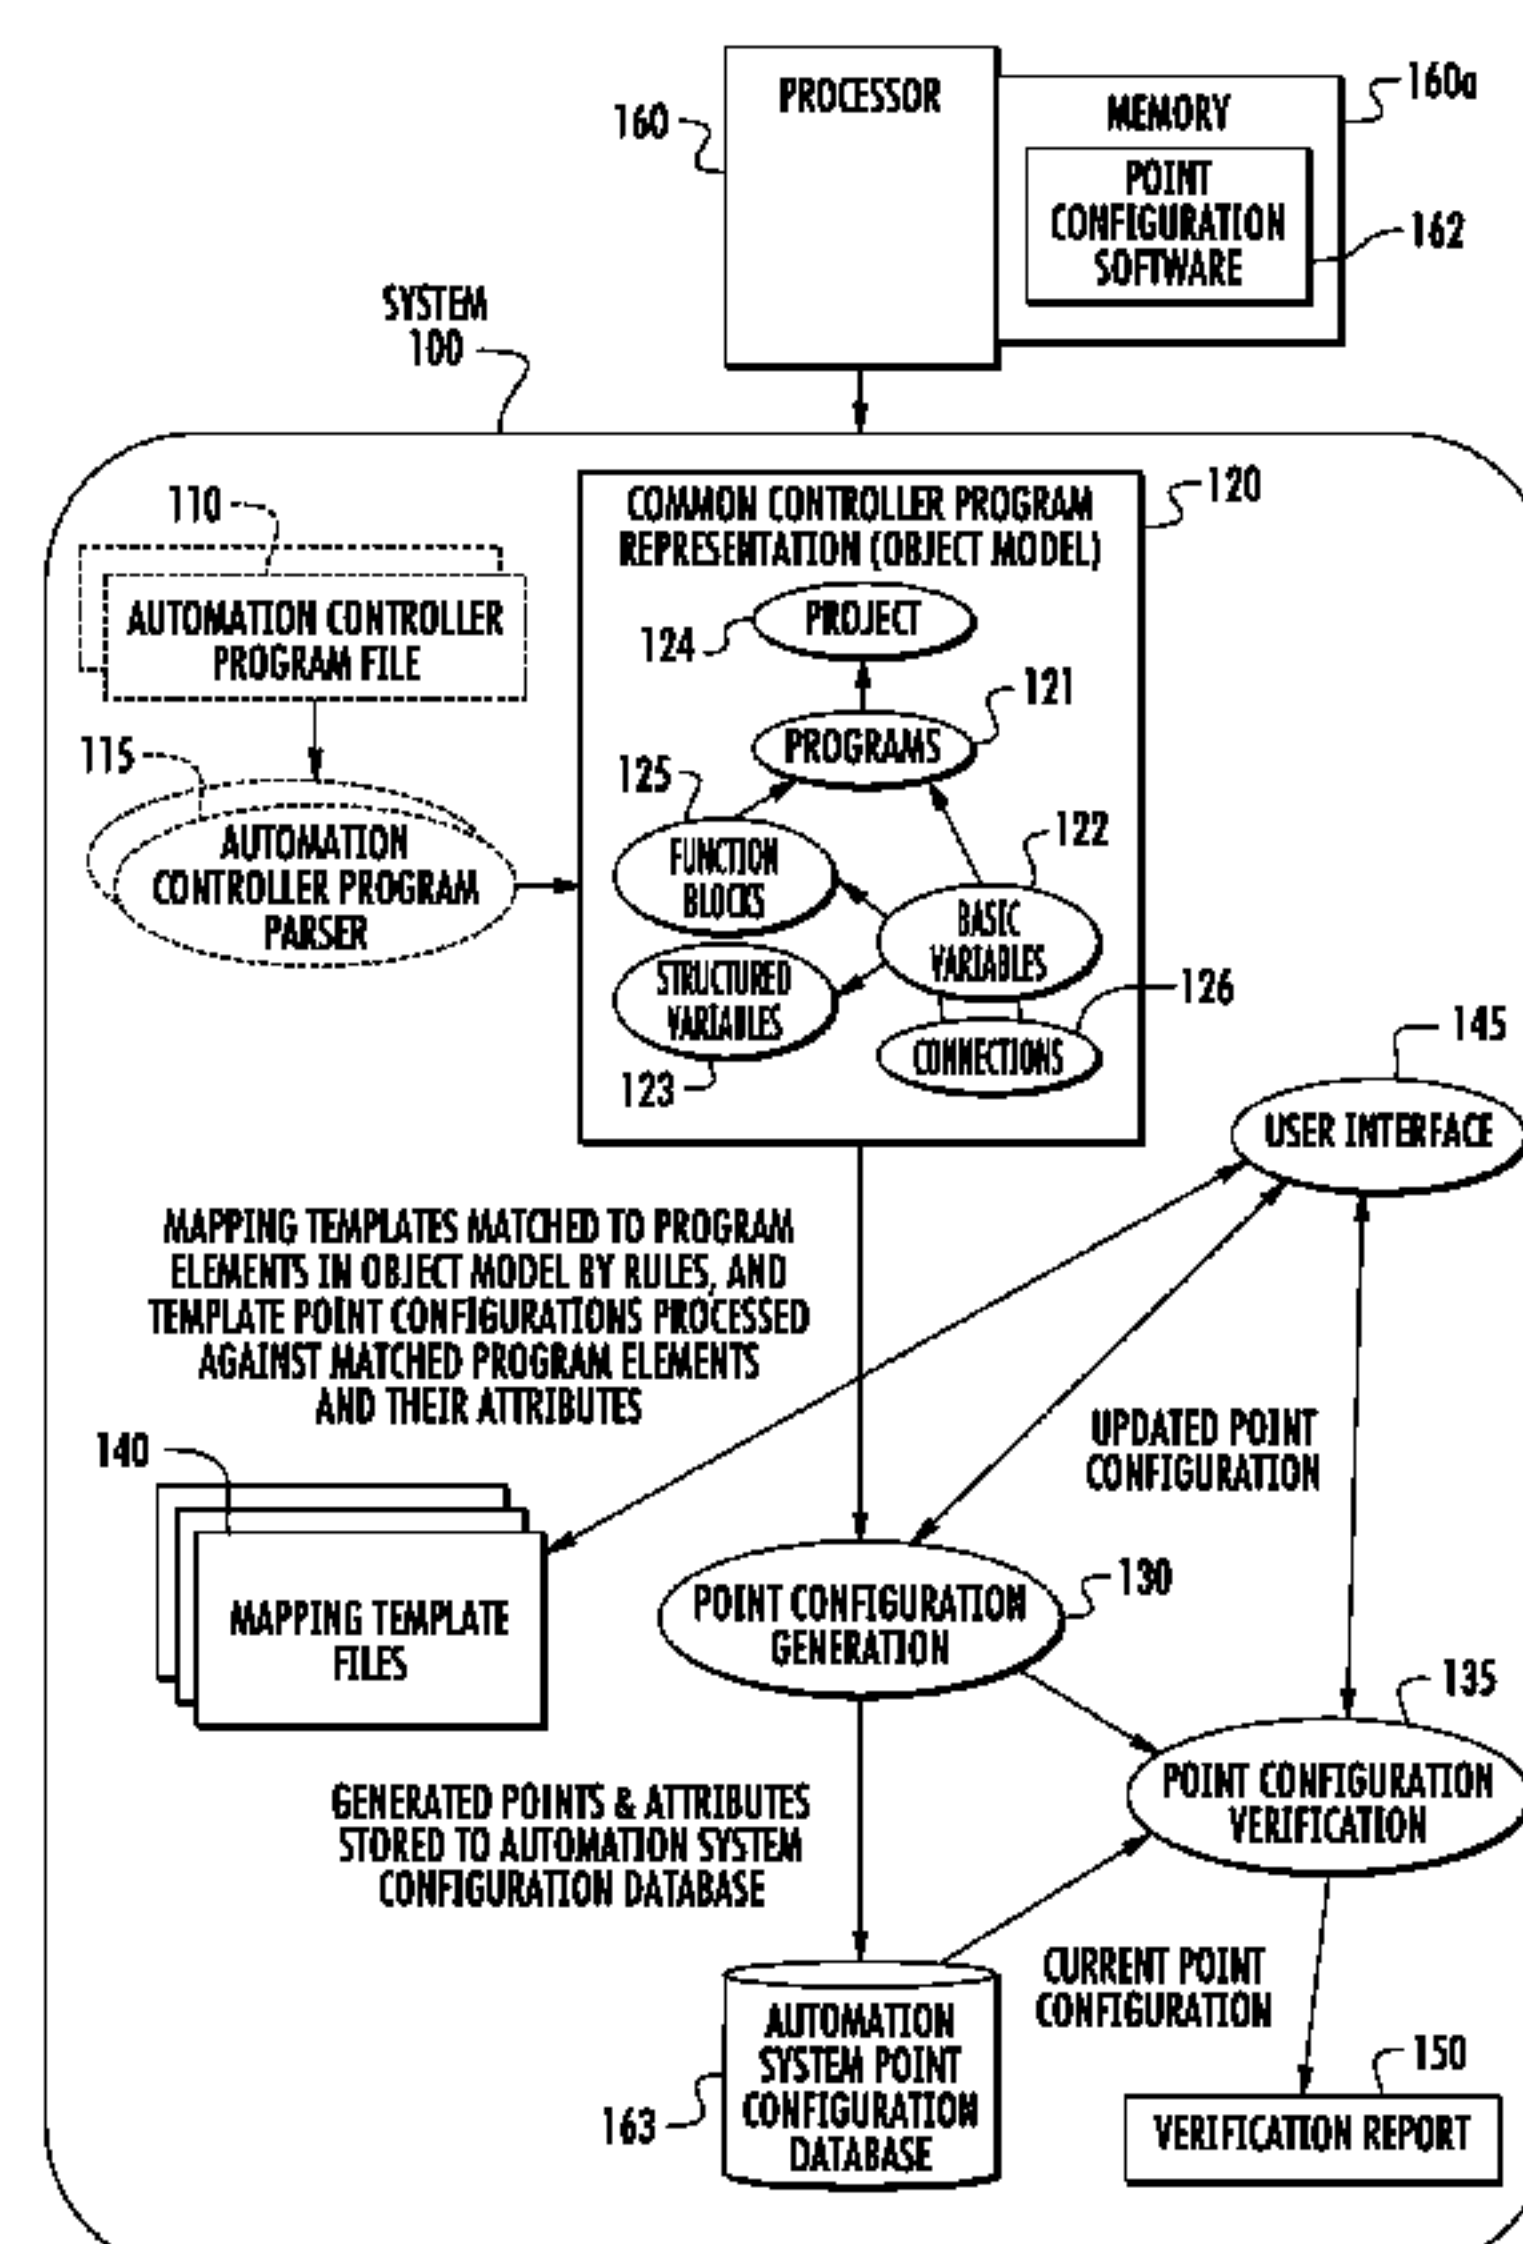 PROCESSOR
160
MEMORY
160a
POINT
CONFIGURATION
SOFTWARE
162
SYSTEM
100
110
AUTOMATION CONTROLLER
PROGRAM FILE
115
AUTOMATION
CONTROLLER PROGRAM
PARSER
COMMON CONTROLLER PROGRAM
REPRESENTATION (OBJECT MODEL)
120
PROJECT
124
PROGRAMS
121
125
FUNCTION
BLOCKS
122
BASIC
VARIABLES
STRUCTURED
VARIABLES
123
126
CONNECTIONS
145
USER INTERFACE
MAPPING TEMPLATES MATCHED TO PROGRAM
ELEMENTS IN OBJECT MODEL BY RULES, AND
TEMPLATE POINT CONFIGURATIONS PROCESSED
AGAINST MATCHED PROGRAM ELEMENTS
AND THEIR ATTRIBUTES
140
MAPPING TEMPLATE
FILES
UPDATED POINT
CONFIGURATION
POINT CONFIGURATION
GENERATION
130
135
POINT CONFIGURATION
VERIFICATION
GENERATED POINTS & ATTRIBUTES
STORED TO AUTOMATION SYSTEM
CONFIGURATION DATABASE
CURRENT POINT
CONFIGURATION
AUTOMATION
SYSTEM POINT
CONFIGURATION
DATABASE
163
150
VERIFICATION REPORT